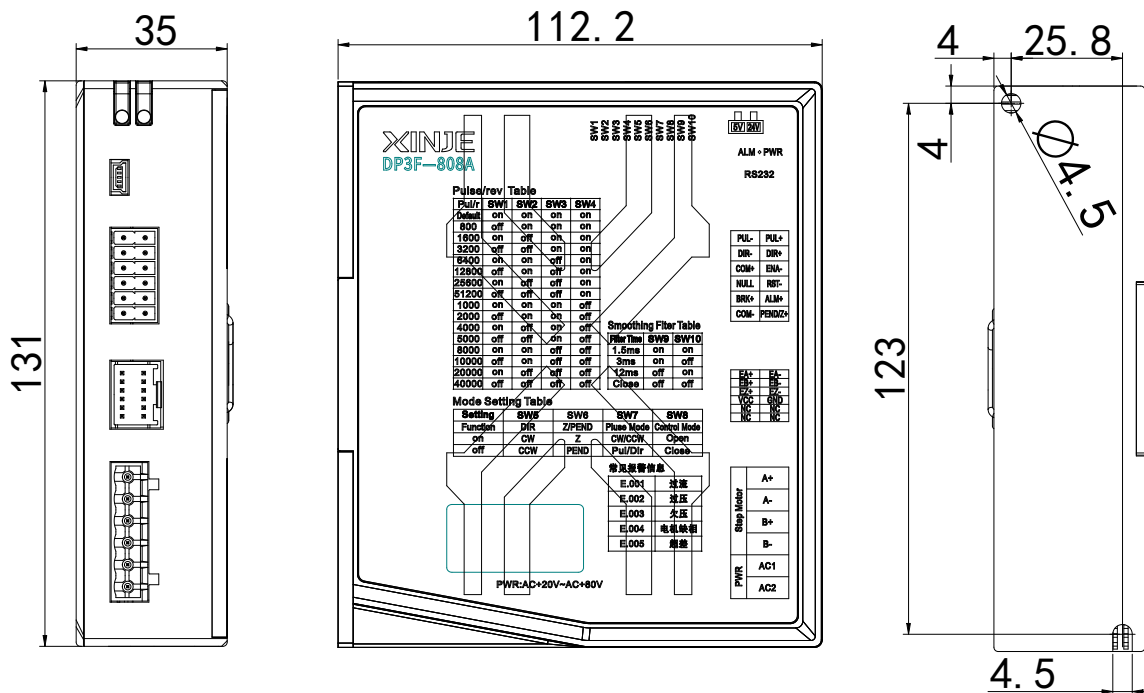 35
112.2
4
25.8
131
4
Ø4.5
123
4.5
XINJE
DP3F—808A
SW1
SW2
SW3
SW4
SW5
SW6
SW7
SW8
SW9
SW10
5V 24V
ALM PWR
RS232
Pulse/rev Table
Pul/r SW1 SW2 SW3 SW4
Default on on on on
800 off on on on
1600 on off on on
3200 off off on on
6400 on on off on
12800 off on off on
25600 on off off on
51200 off off off on
1000 on on on off
2000 off on on off
4000 on off on off
5000 off off on off
8000 on on off off
10000 off on off off
20000 on off off off
40000 off off off off
Smoothing Fiter Table
Filter Time SW9 SW10
1.5ms on on
3ms on off
12ms off on
Close off off
Mode Setting Table
Setting SW5 SW6 SW7 SW8
Function DIR Z/PEND Pluse Mode Control Mode
on CW Z CW/CCW Open
off CCW PEND Pul/Dir Close
常见报警信息
E.001 过流
E.002 过压
E.003 欠压
E.004 电机缺相
E.005 超差
PWR:AC+20V~AC+80V
PUL- PUL+
DIR- DIR+
COM+ ENA-
NULL RST-
BRK+ ALM+
COM- PEND/Z+
EA+ EA-
EB+ EB-
EZ+ EZ-
VCC GND
NC NC
NC NC
Step Motor
A+
A-
B+
B-
PWR
AC1
AC2